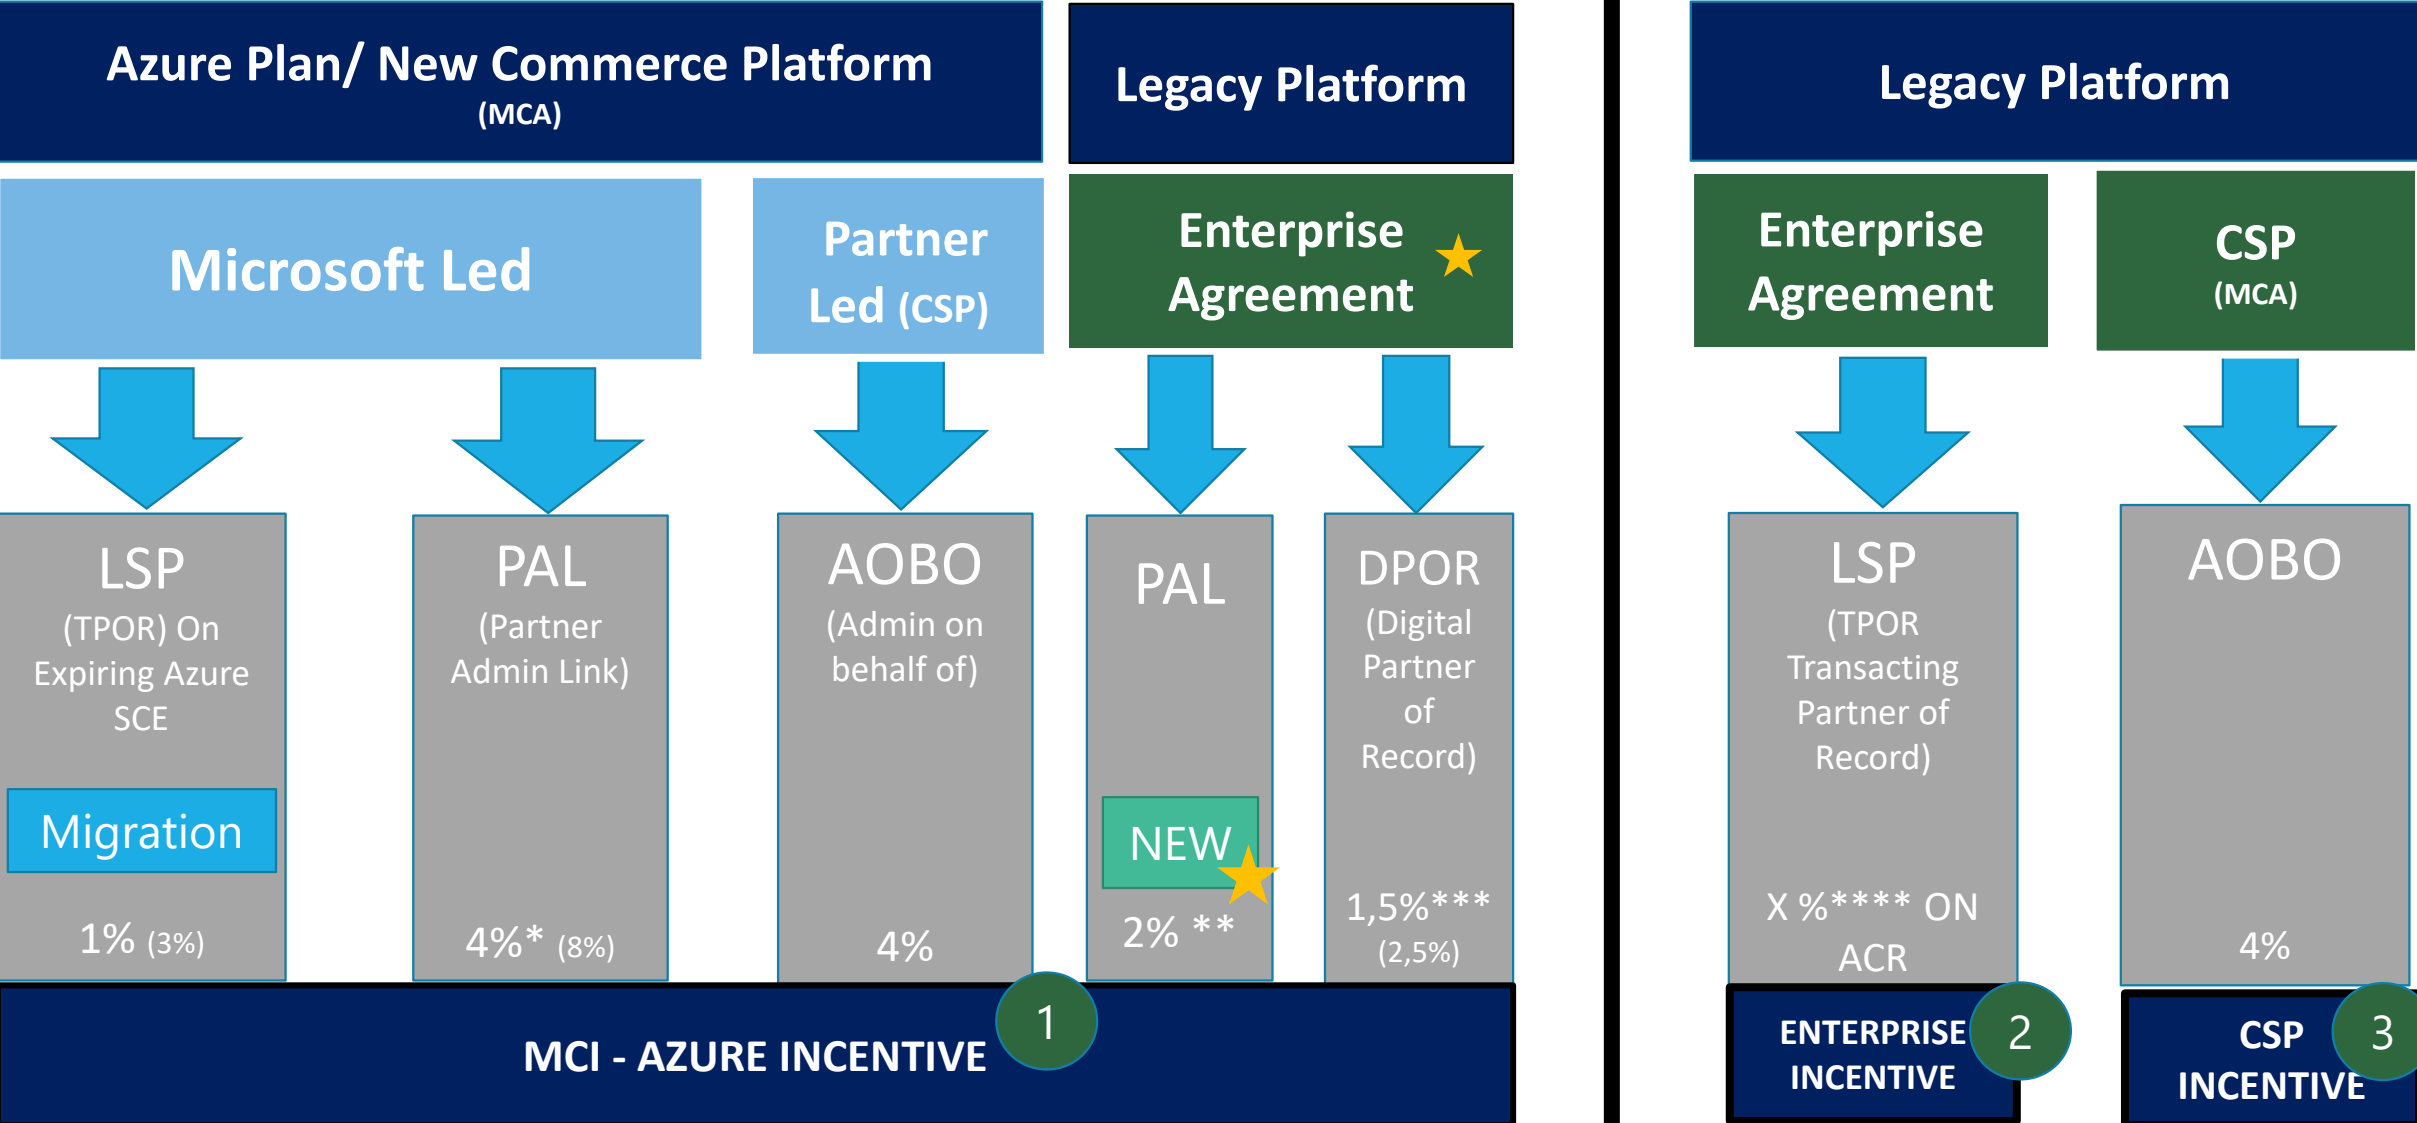 Azure Plan/ New Commerce Platform
(MCA)
Legacy Platform
Legacy Platform
Microsoft Led
Partner
Led (CSP)
Enterprise
Agreement
Enterprise
Agreement
CSP
(MCA)
LSP
(TPOR) On
Expiring Azure
SCE
Migration
1% (3%)
PAL
(Partner
Admin Link)
4%* (8%)
AOBO
(Admin on
behalf of)
4%
PAL
NEW
2% **
DPOR
(Digital
Partner
of
Record)
1,5%***
(2,5%)
LSP
(TPOR
Transacting
Partner of
Record)
X %**** ON
ACR
AOBO
4%
MCI - AZURE INCENTIVE
1
ENTERPRISE
INCENTIVE
2
CSP
INCENTIVE
3